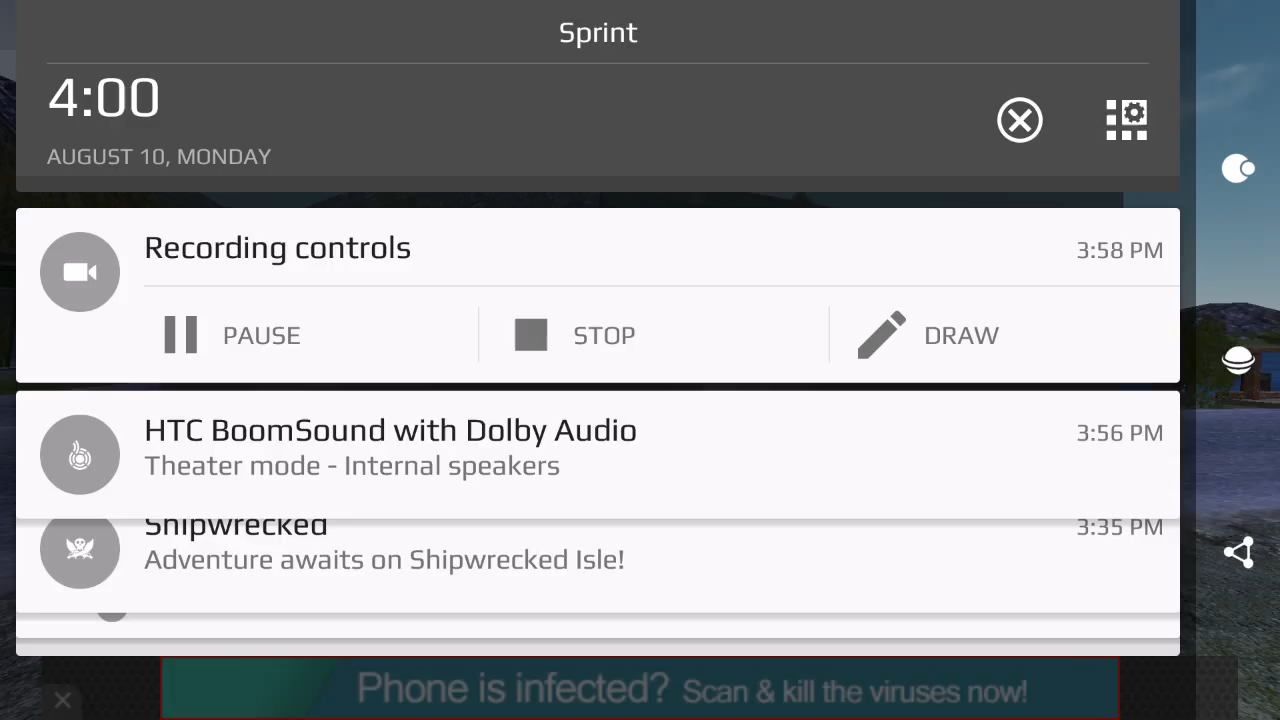 Sprint
4:00
AUGUST 10, MONDAY
Recording controls 3:58 PM
PAUSE STOP DRAW
HTC BoomSound with Dolby Audio 3:56 PM
Theater mode - Internal speakers
Shipwrecked 3:35 PM
Adventure awaits on Shipwrecked Isle!
Phone is infected? Scan & kill the viruses now!